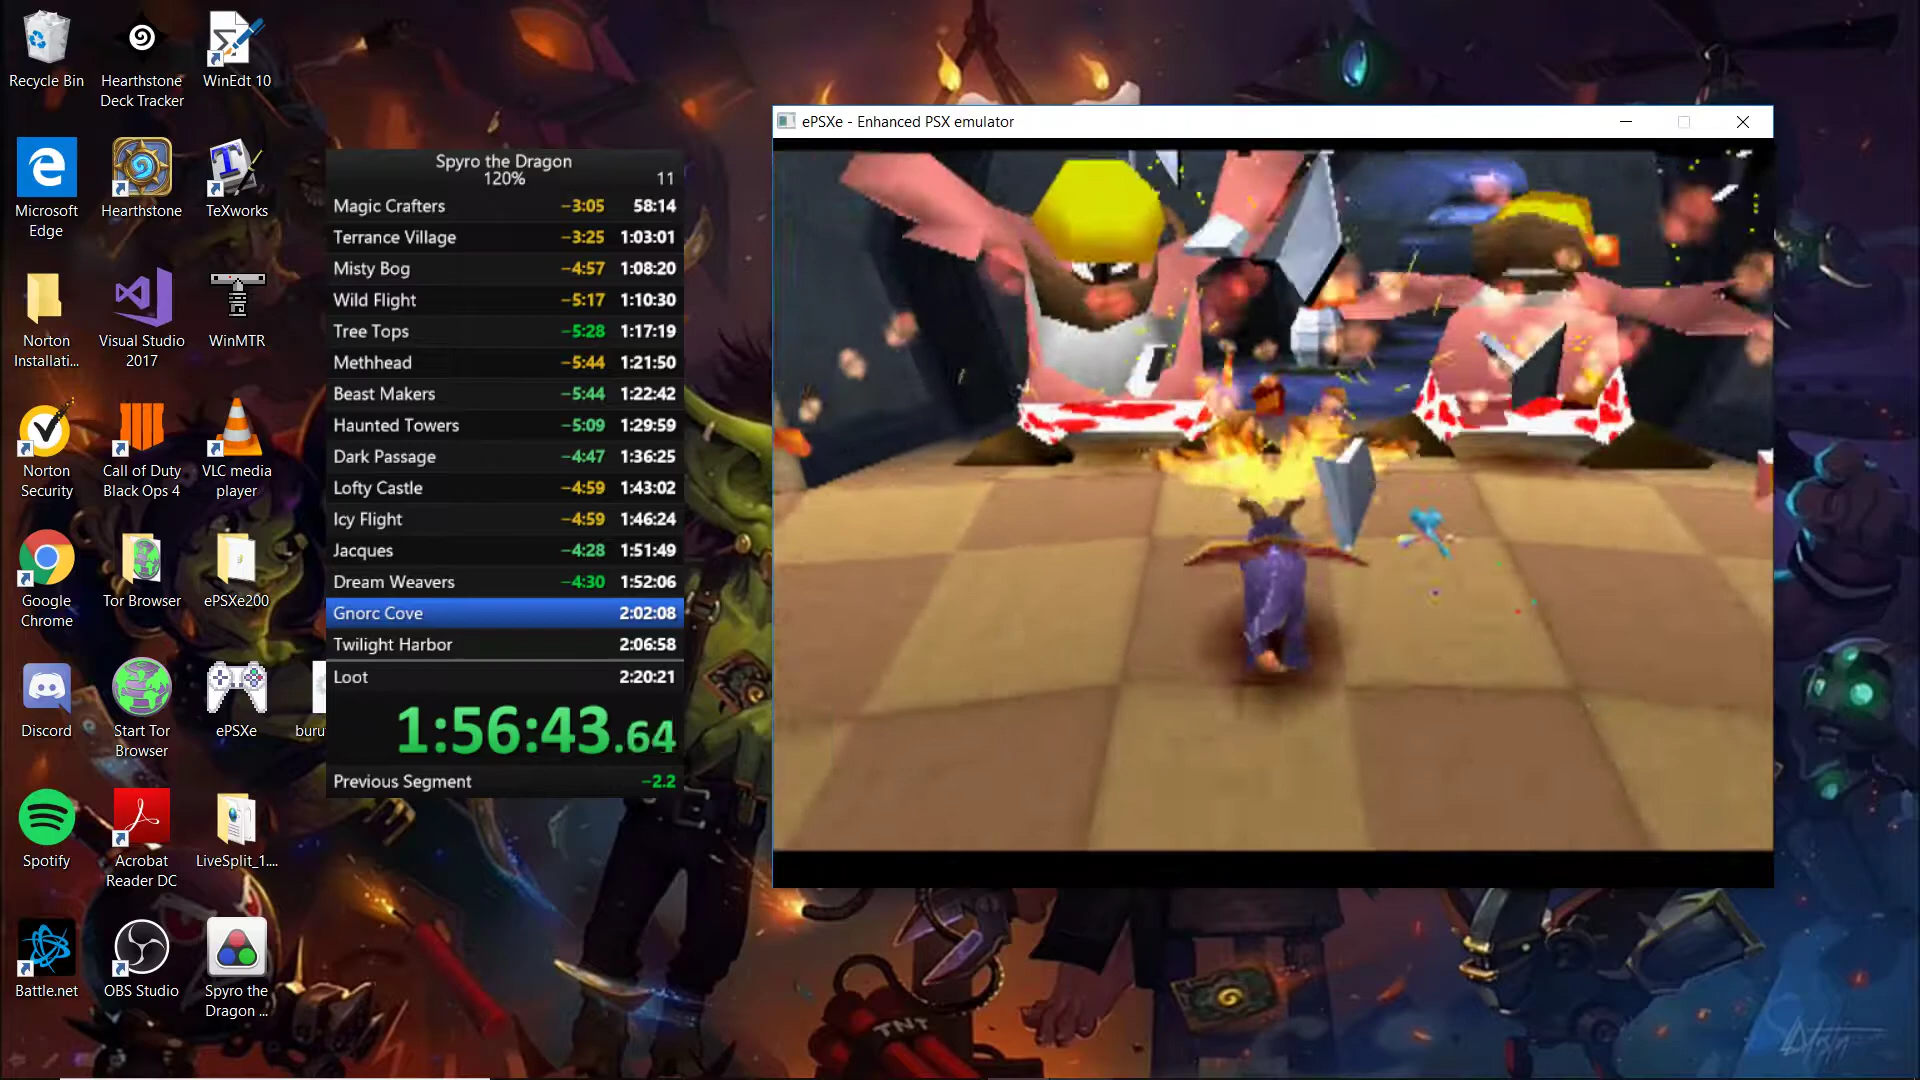 Recycle Bin
Hearthstone
Deck Tracker
WinEdt 10
Microsoft
Edge
Hearthstone
TeXworks
Norton
Installati...
Visual Studio
2017
WinMTR
Norton
Security
Call of Duty
Black Ops 4
VLC media
player
Google
Chrome
Tor Browser
ePSXe200
Discord
Start Tor
Browser
ePSXe
buru
Spotify
Acrobat
Reader DC
LiveSplit_1....
Battle.net
OBS Studio
Spyro the
Dragon ...
Spyro the Dragon
120% 11
Magic Crafters −3:05 58:14
Terrance Village −3:25 1:03:01
Misty Bog −4:57 1:08:20
Wild Flight −5:17 1:10:30
Tree Tops −5:28 1:17:19
Methhead −5:44 1:21:50
Beast Makers −5:44 1:22:42
Haunted Towers −5:09 1:29:59
Dark Passage −4:47 1:36:25
Lofty Castle −4:59 1:43:02
Icy Flight −4:59 1:46:24
Jacques −4:28 1:51:49
Dream Weavers −4:30 1:52:06
Gnorc Cove 2:02:08
Twilight Harbor 2:06:58
Loot 2:20:21
1:56:43.64
Previous Segment −2.2
ePSXe - Enhanced PSX emulator
TNT